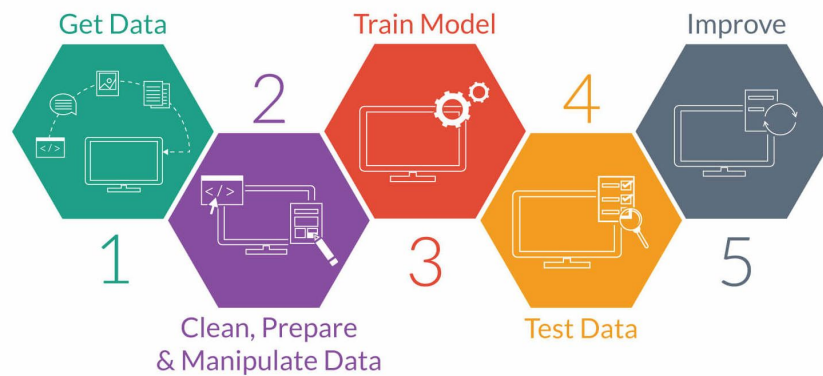 Get Data
1
2
Clean, Prepare
& Manipulate Data
Train Model
3
4
Test Data
Improve
5
</>
</>